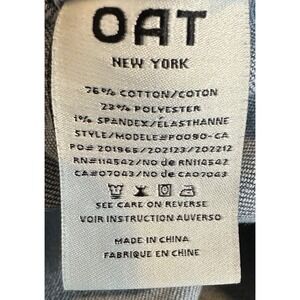 OAT
NEW YORK
76% COTTON/COTON
23% POLYESTER
1% SPANDEX/ÉLASTHANNE
STYLE/MODELE#P0090-CA
PO# 201965/202123/202212
RN#114542/NO de RN114542
CA#07043/NO de CA07043
SEE CARE ON REVERSE
VOIR INSTRUCTION AUVERSO
MADE IN CHINA
FABRIQUE EN CHINE